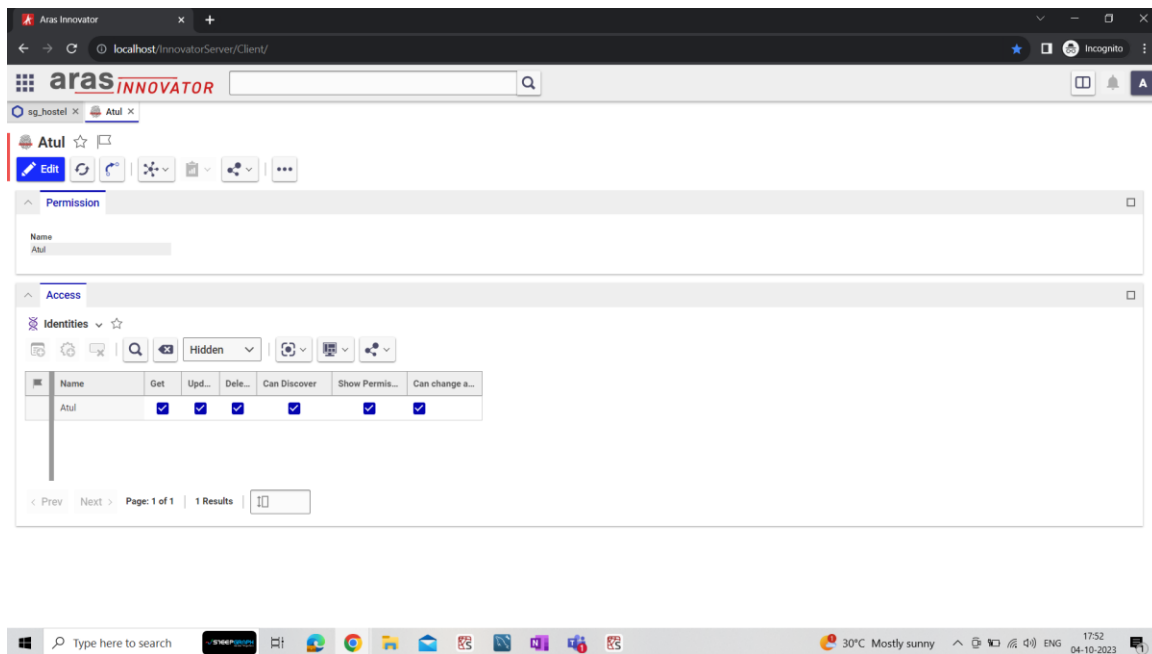 Aras Innovator
localhost/InnovatorServer/Client/
Incognito
aras INNOVATOR
A
sg_hostel Atul
Atul
Edit
Permission
Name
Atul
Access
Identities
Hidden
Name Get Upd... Dele... Can Discover Show Permis... Can change a...
Atul
< Prev Next > Page: 1 of 1 1 Results
Type here to search
30°C Mostly sunny ENG 17:52
04-10-2023